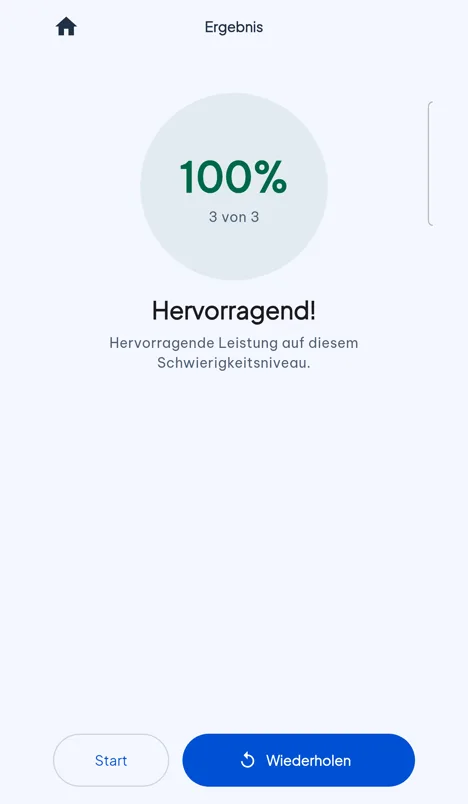 Ergebnis
100%
3 von 3
Hervorragend!
Hervorragende Leistung auf diesem
Schwierigkeitsniveau.
Start
Wiederholen